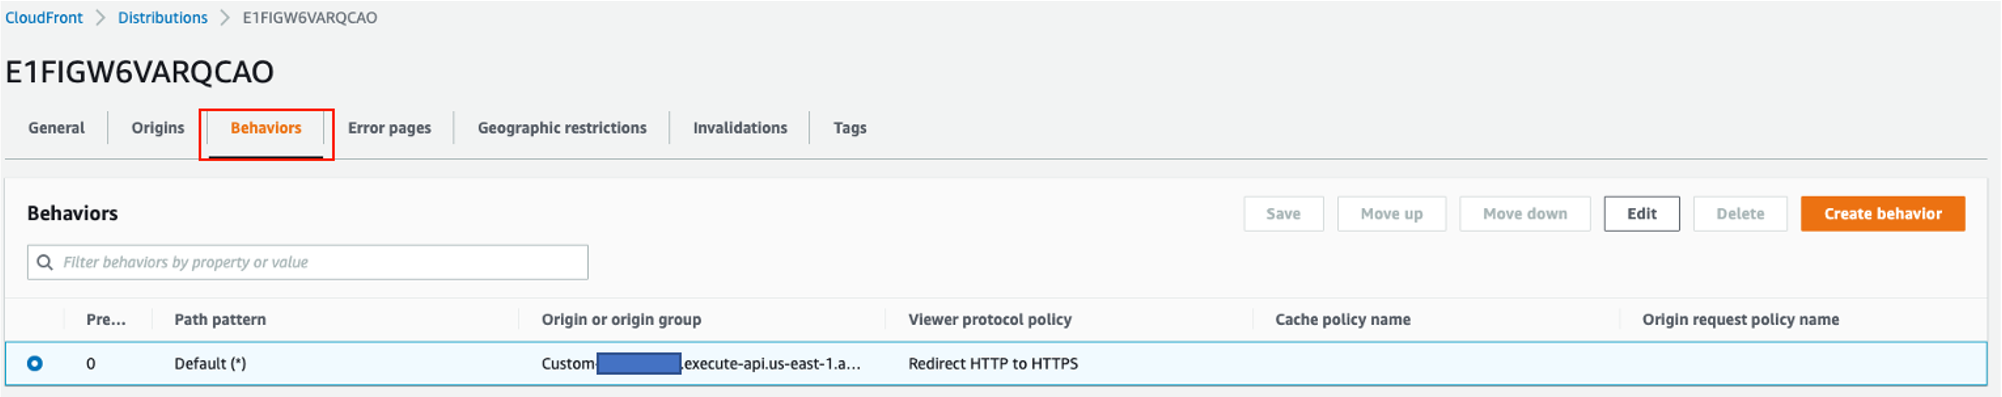 CloudFront > Distributions > E1FIGW6VARQCAO
E1FIGW6VARQCAO
General Origins Behaviors Error pages Geographic restrictions Invalidations Tags
Behaviors Save Move up Move down Edit Delete Create behavior
Filter behaviors by property or value
Pre... Path pattern Origin or origin group Viewer protocol policy Cache policy name Origin request policy name
0 Default (*) Custom- .execute-api.us-east-1.a... Redirect HTTP to HTTPS